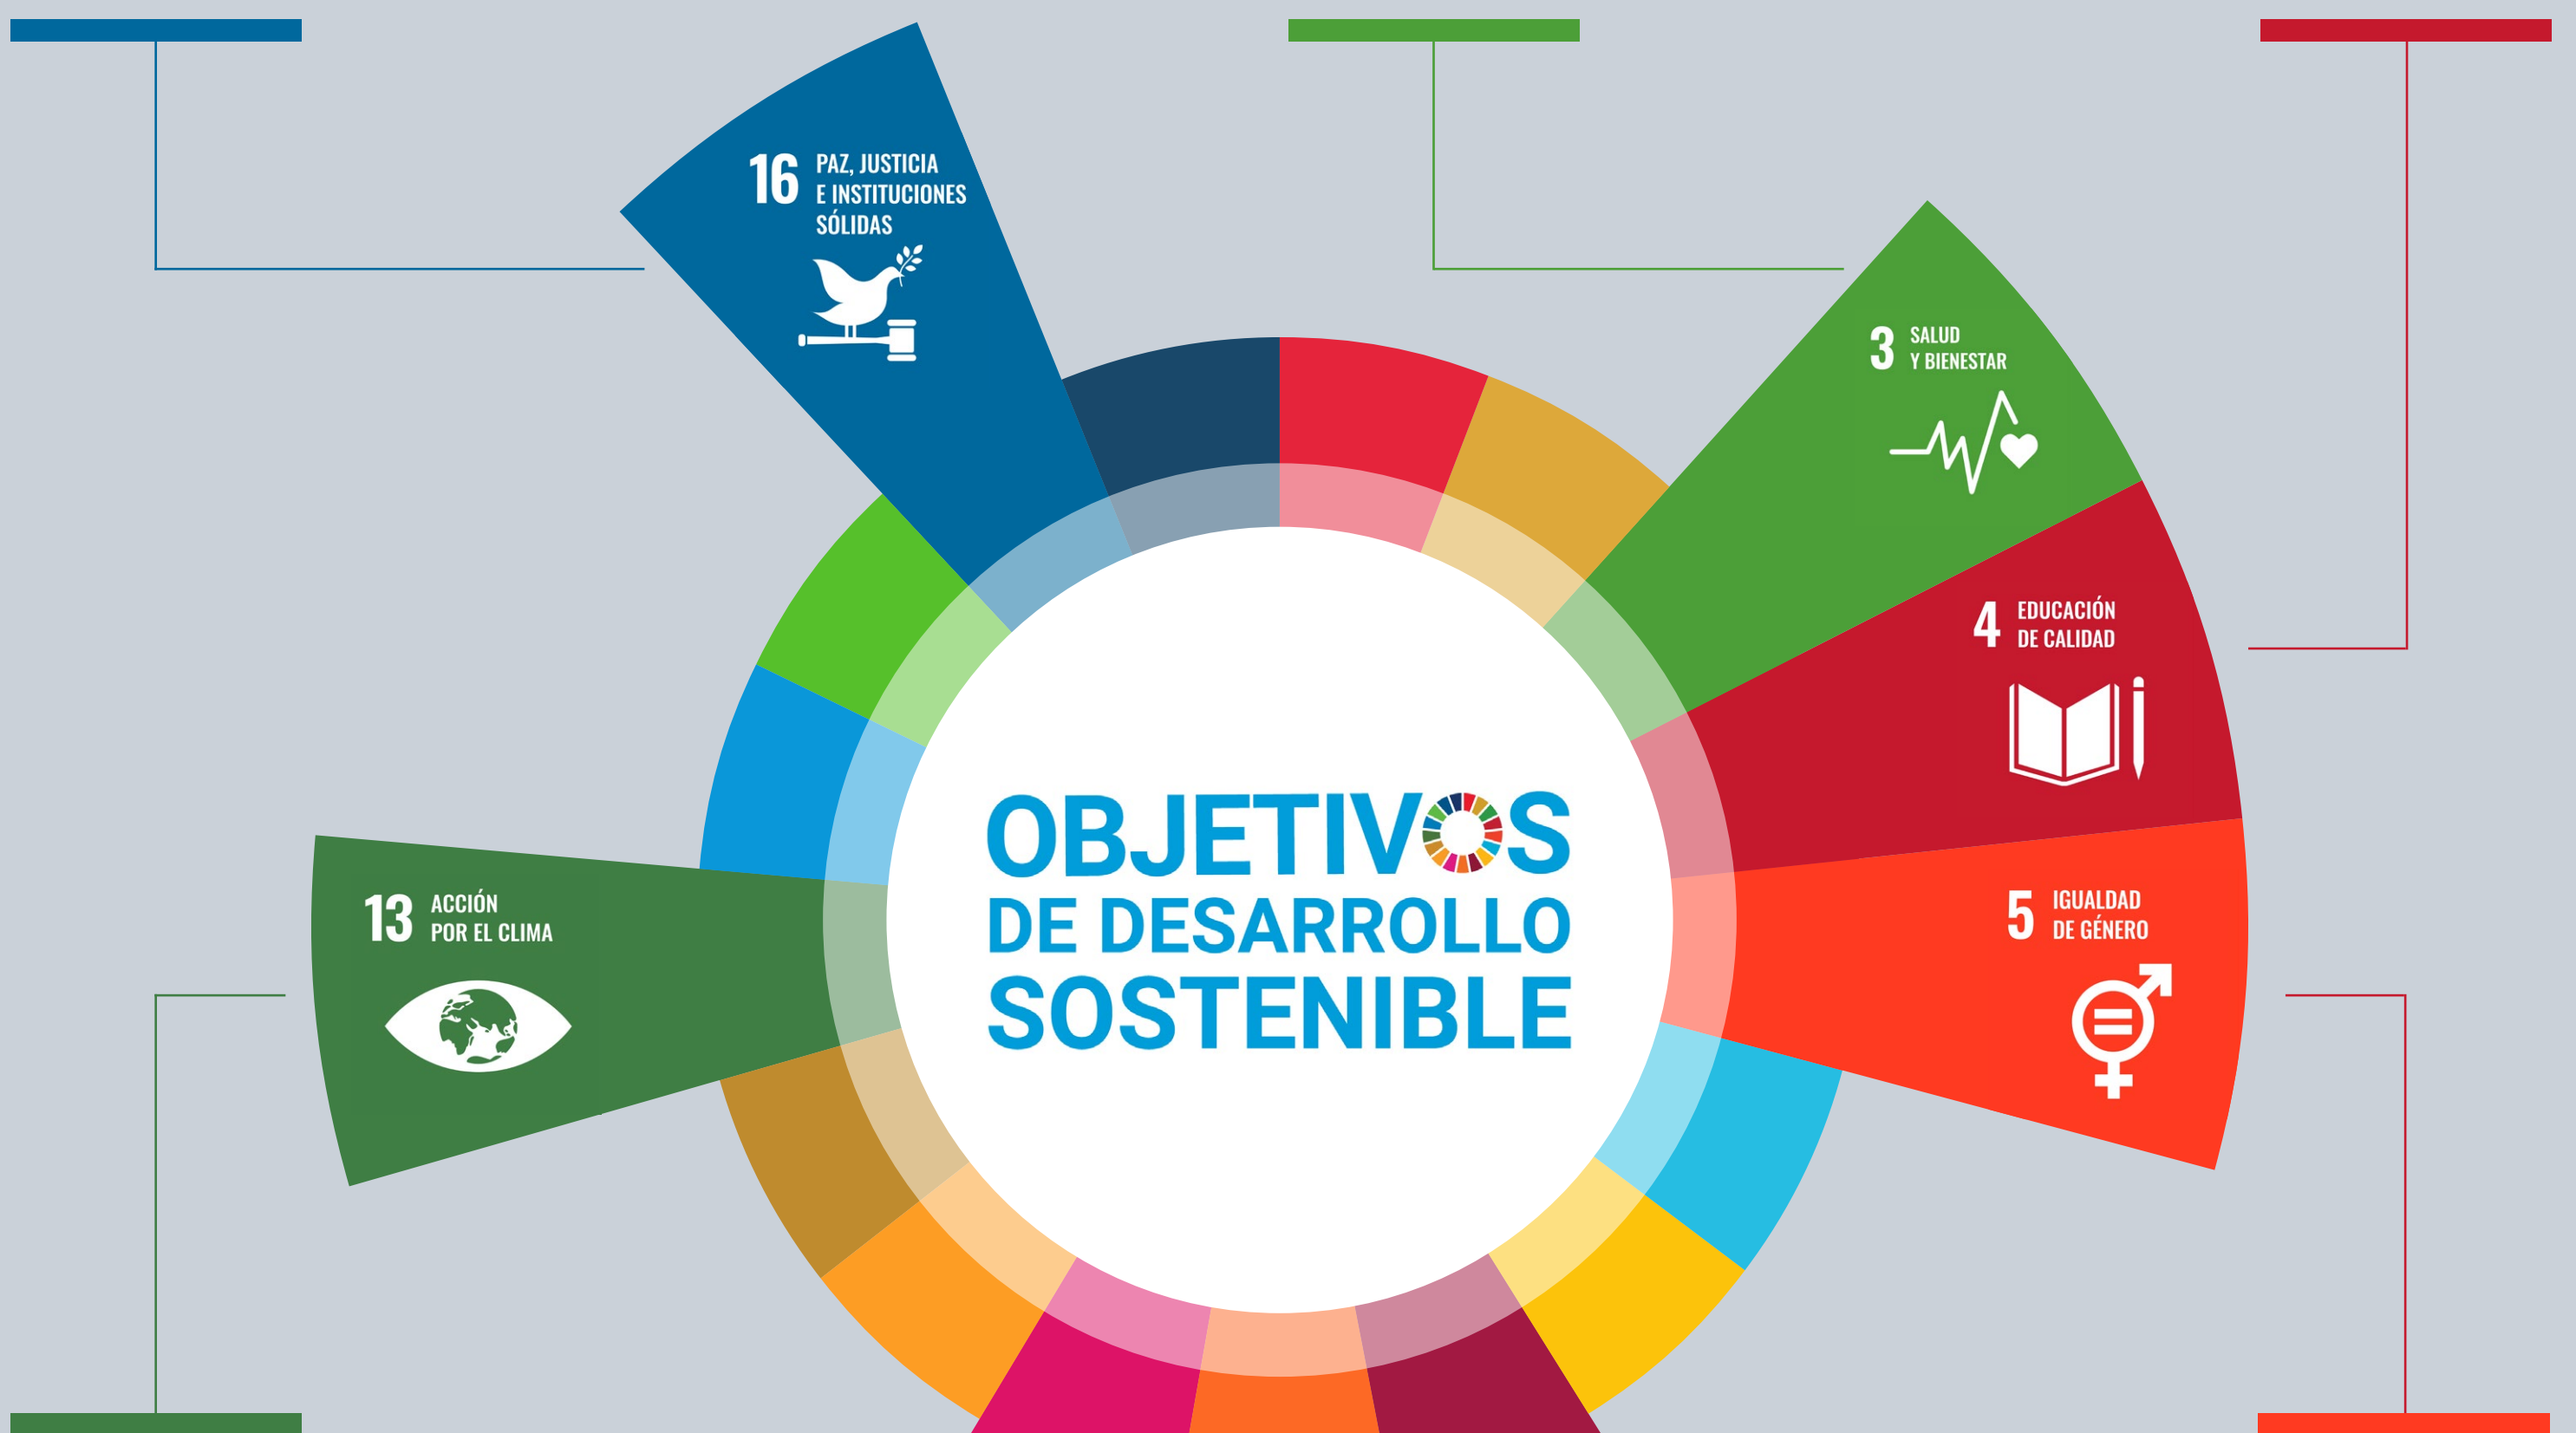 16 PAZ, JUSTICIA
E INSTITUCIONES
SÓLIDAS
3 SALUD
Y BIENESTAR
4 EDUCACIÓN
DE CALIDAD
OBJETIVOS
DE DESARROLLO
SOSTENIBLE
13 ACCIÓN
POR EL CLIMA
5 IGUALDAD
DE GÉNERO